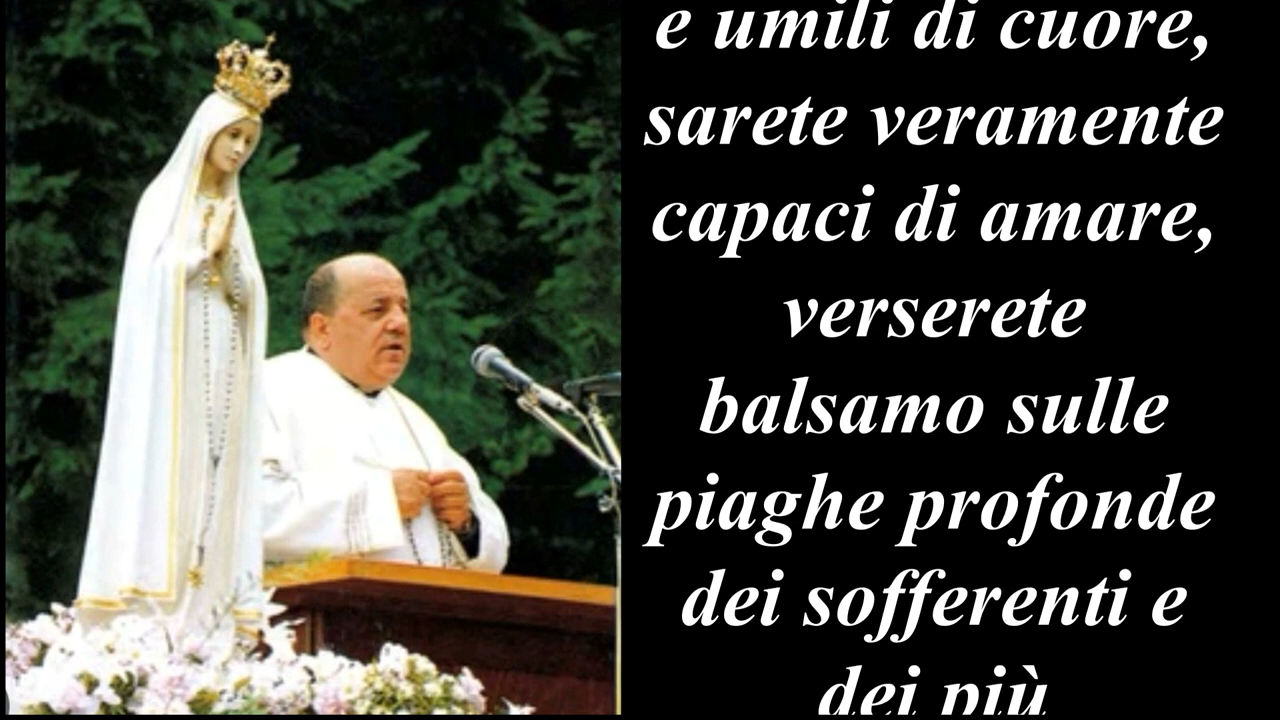 e umili di cuore,
sarete veramente
capaci di amare,
verserete
balsamo sulle
piaghe profonde
dei sofferenti e
dei più